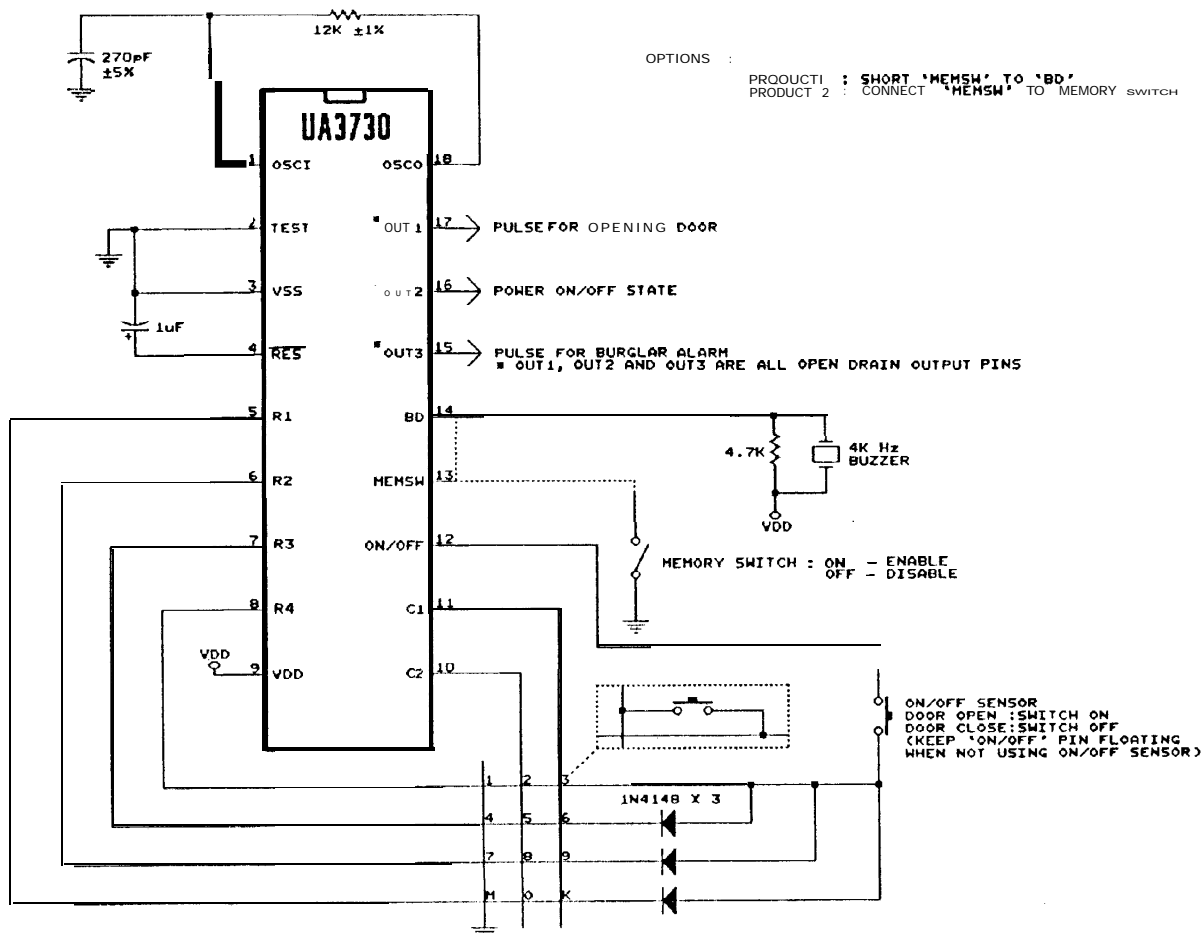 12K ±1%
270pF
±5%
OPTIONS :
PROOUCTI : SHORT 'MEMSW' TO 'BD'
PRODUCT 2 : CONNECT 'MEMSW' TO MEMORY SWITCH
UA3730
1 OSCI OSCO 18
2 TEST *OUT 1 17 PULSE FOR OPENING DOOR
3 VSS OUT2 16 POWER ON/OFF STATE
1uF
+
4 RES *OUT3 15 PULSE FOR BURGLAR ALARM
* OUT1, OUT2 AND OUT3 ARE ALL OPEN DRAIN OUTPUT PINS
5 R1 BD 14
4.7K 4K Hz
BUZZER
6 R2 MEMSW 13
VDD
7 R3 ON/OFF 12
MEMORY SWITCH : ON - ENABLE
OFF - DISABLE
8 R4 C1 11
VDD
9 VDD C2 10
ON/OFF SENSOR
DOOR OPEN :SWITCH ON
DOOR CLOSE:SWITCH OFF
(KEEP 'ON/OFF' PIN FLOATING
WHEN NOT USING ON/OFF SENSOR)
1 2 3
1N4148 X 3
4 5 6
7 8 9
M 0 K